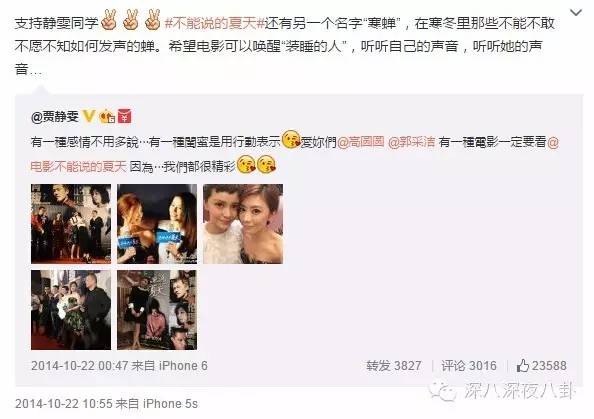 支持静雯同学✌✌✌#不能说的夏天#还有另一个名字“寒蝉”，在寒冬里那些不能不敢
不愿不知如何发声的蝉。希望电影可以唤醒“装睡的人”，听听自己的声音，听听她的声
音…
@贾静雯
有一種感情不用多說⋯有一種閨蜜是用行動表示😘愛妳們@高圆圆 @郭采洁 有一種電影一定要看@
电影不能说的夏天 因為⋯我們都很精彩😘😘
2014-10-22 00:47 来自 iPhone 6 转发 3827 评论 3016 23588
深八深夜八卦
2014-10-22 10:55 来自 iPhone 5s